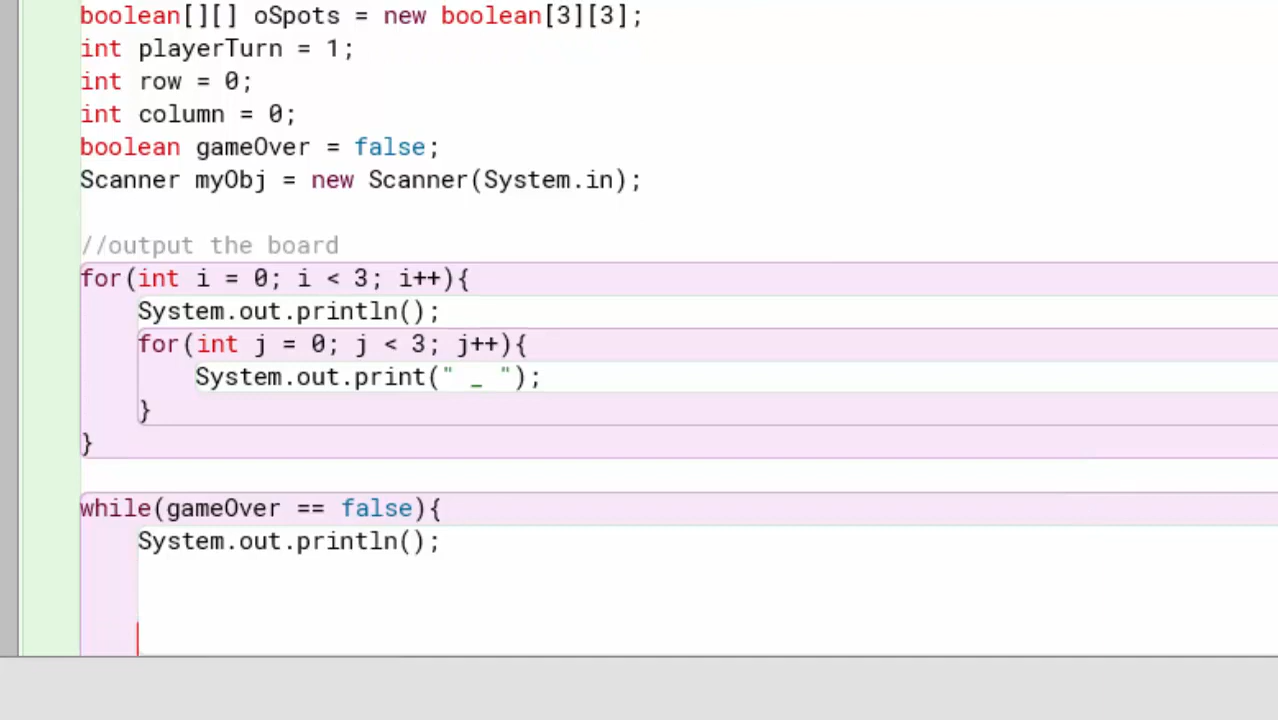 boolean[][] oSpots = new boolean[3][3];
int playerTurn = 1;
int row = 0;
int column = 0;
boolean gameOver = false;
Scanner myObj = new Scanner(System.in);
//output the board
for(int i = 0; i < 3; i++){
System.out.println();
for(int j = 0; j < 3; j++){
System.out.print(" _ ");
}
}
while(gameOver == false){
System.out.println();